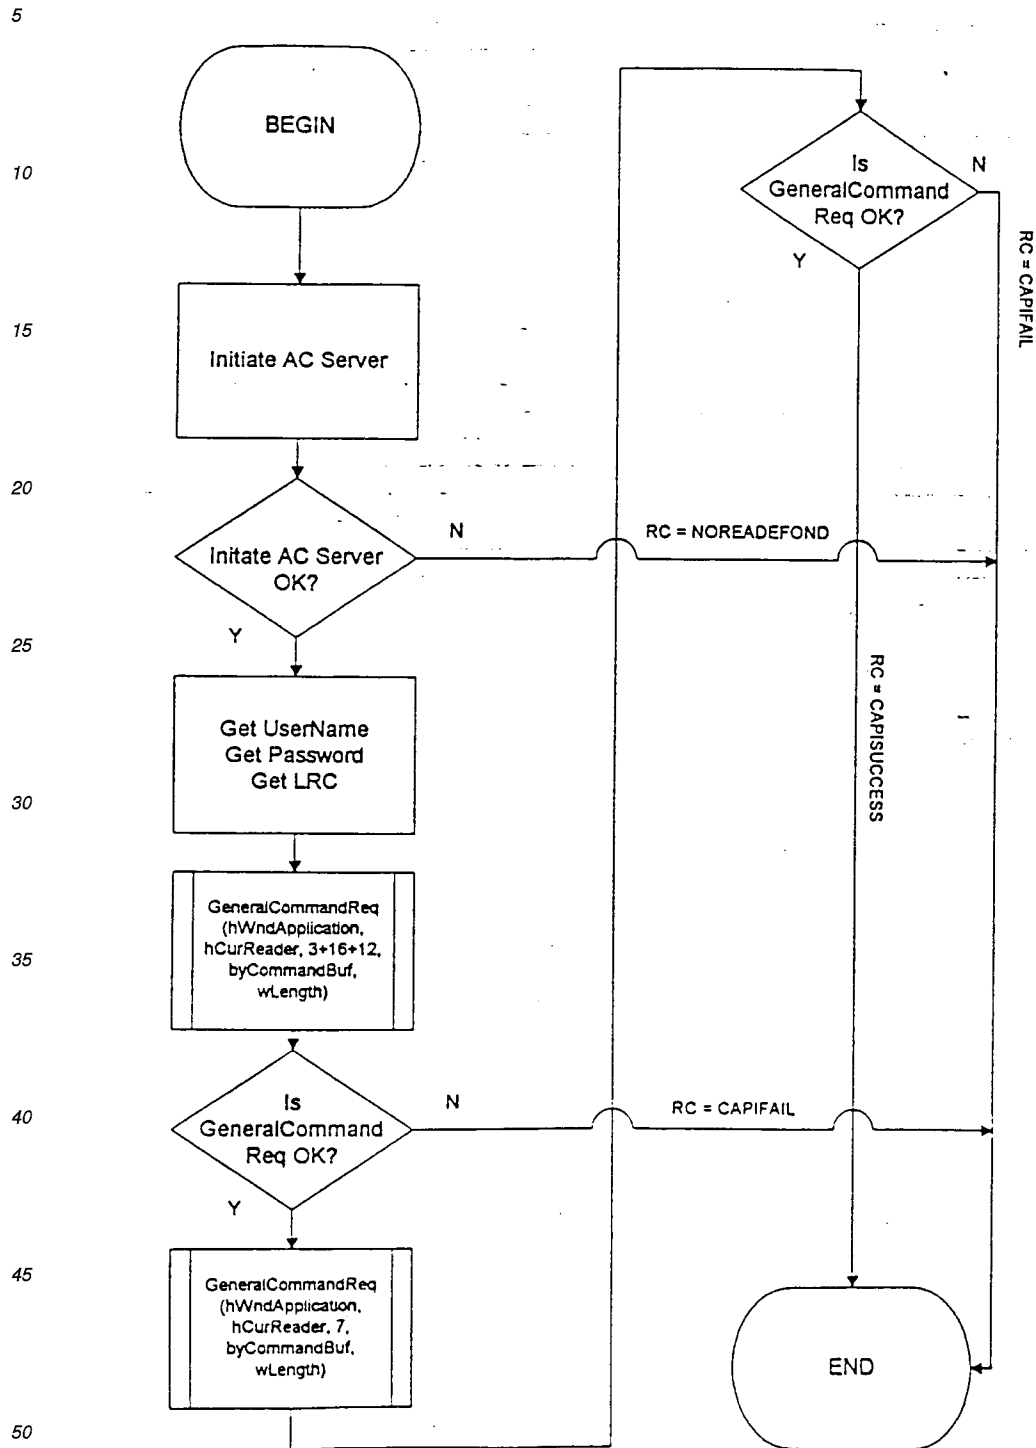 5
BEGIN
10
Is
GeneralCommand
Req OK?
N
Y
RC = CAPIFAIL
15
Initiate AC Server
20
Initate AC Server
OK?
N
RC = NOREADEFOND
Y
25
Get UserName
Get Password
Get LRC
RC = CAPISUCCESS
30
GeneralCommandReq
(hWndApplication,
hCurReader, 3+16+12,
byCommandBuf,
wLength)
35
Is
GeneralCommand
Req OK?
N
RC = CAPIFAIL
40
Y
GeneralCommandReq
(hWndApplication,
hCurReader, 7,
byCommandBuf,
wLength)
45
END
50